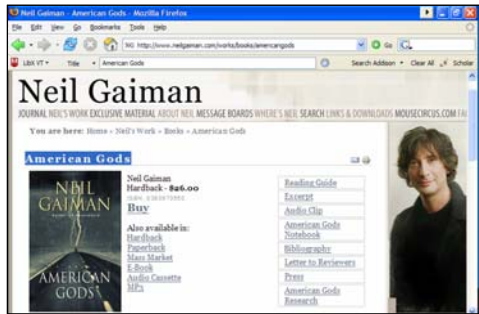 Neil Gaiman - American Gods - Mozilla Firefox
File Edit View Go Bookmarks Tools Help
http://www.neilgaiman.com/works/books/americangods
Go
LibX VT Title American Gods Search Addison Clear All Scholar
Neil Gaiman
JOURNAL NEIL'S WORK EXCLUSIVE MATERIAL ABOUT NEIL MESSAGE BOARDS WHERE'S NEIL SEARCH LINKS & DOWNLOADS MOUSECIRCUS.COM
You are here: Home » Neil's Work » Books » American Gods
American Gods
NEIL
GAIMAN
AMERICAN
GODS
Neil Gaiman
Hardback - $26.00
Buy
Also available in:
Hardback
Paperback
Mass Market
E-Book
Audio Cassette
MP3
Reading Guide
Excerpt
Audio Clip
American Gods
Notebook
Bibliography
Letter to Reviewers
Press
American Gods
Research